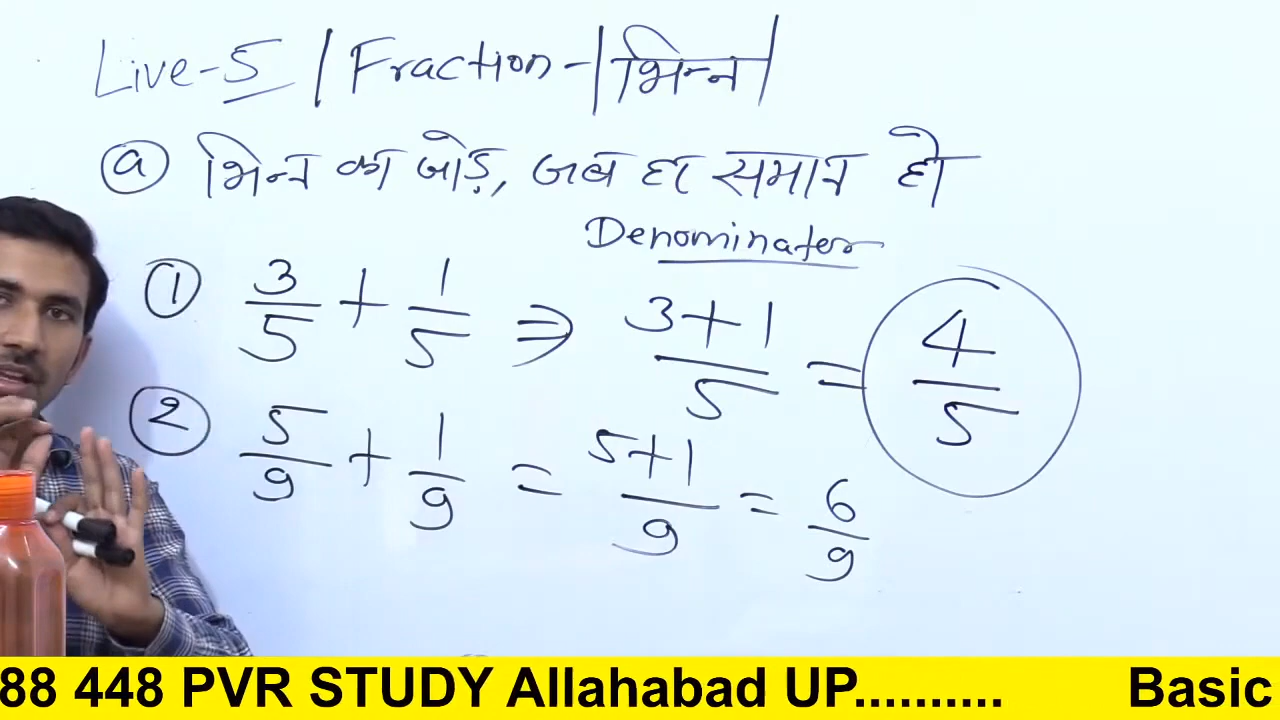 Live-5 / Fraction - | भिन्न |
ⓐ भिन्न का जोड़, जब हर समान हो
Denominator
① 3/5 + 1/5 ⇒ 3+1/5 = 4/5
② 5/9 + 1/9 = 5+1/9 = 6/9
88 448 PVR STUDY Allahabad UP.......... Basic